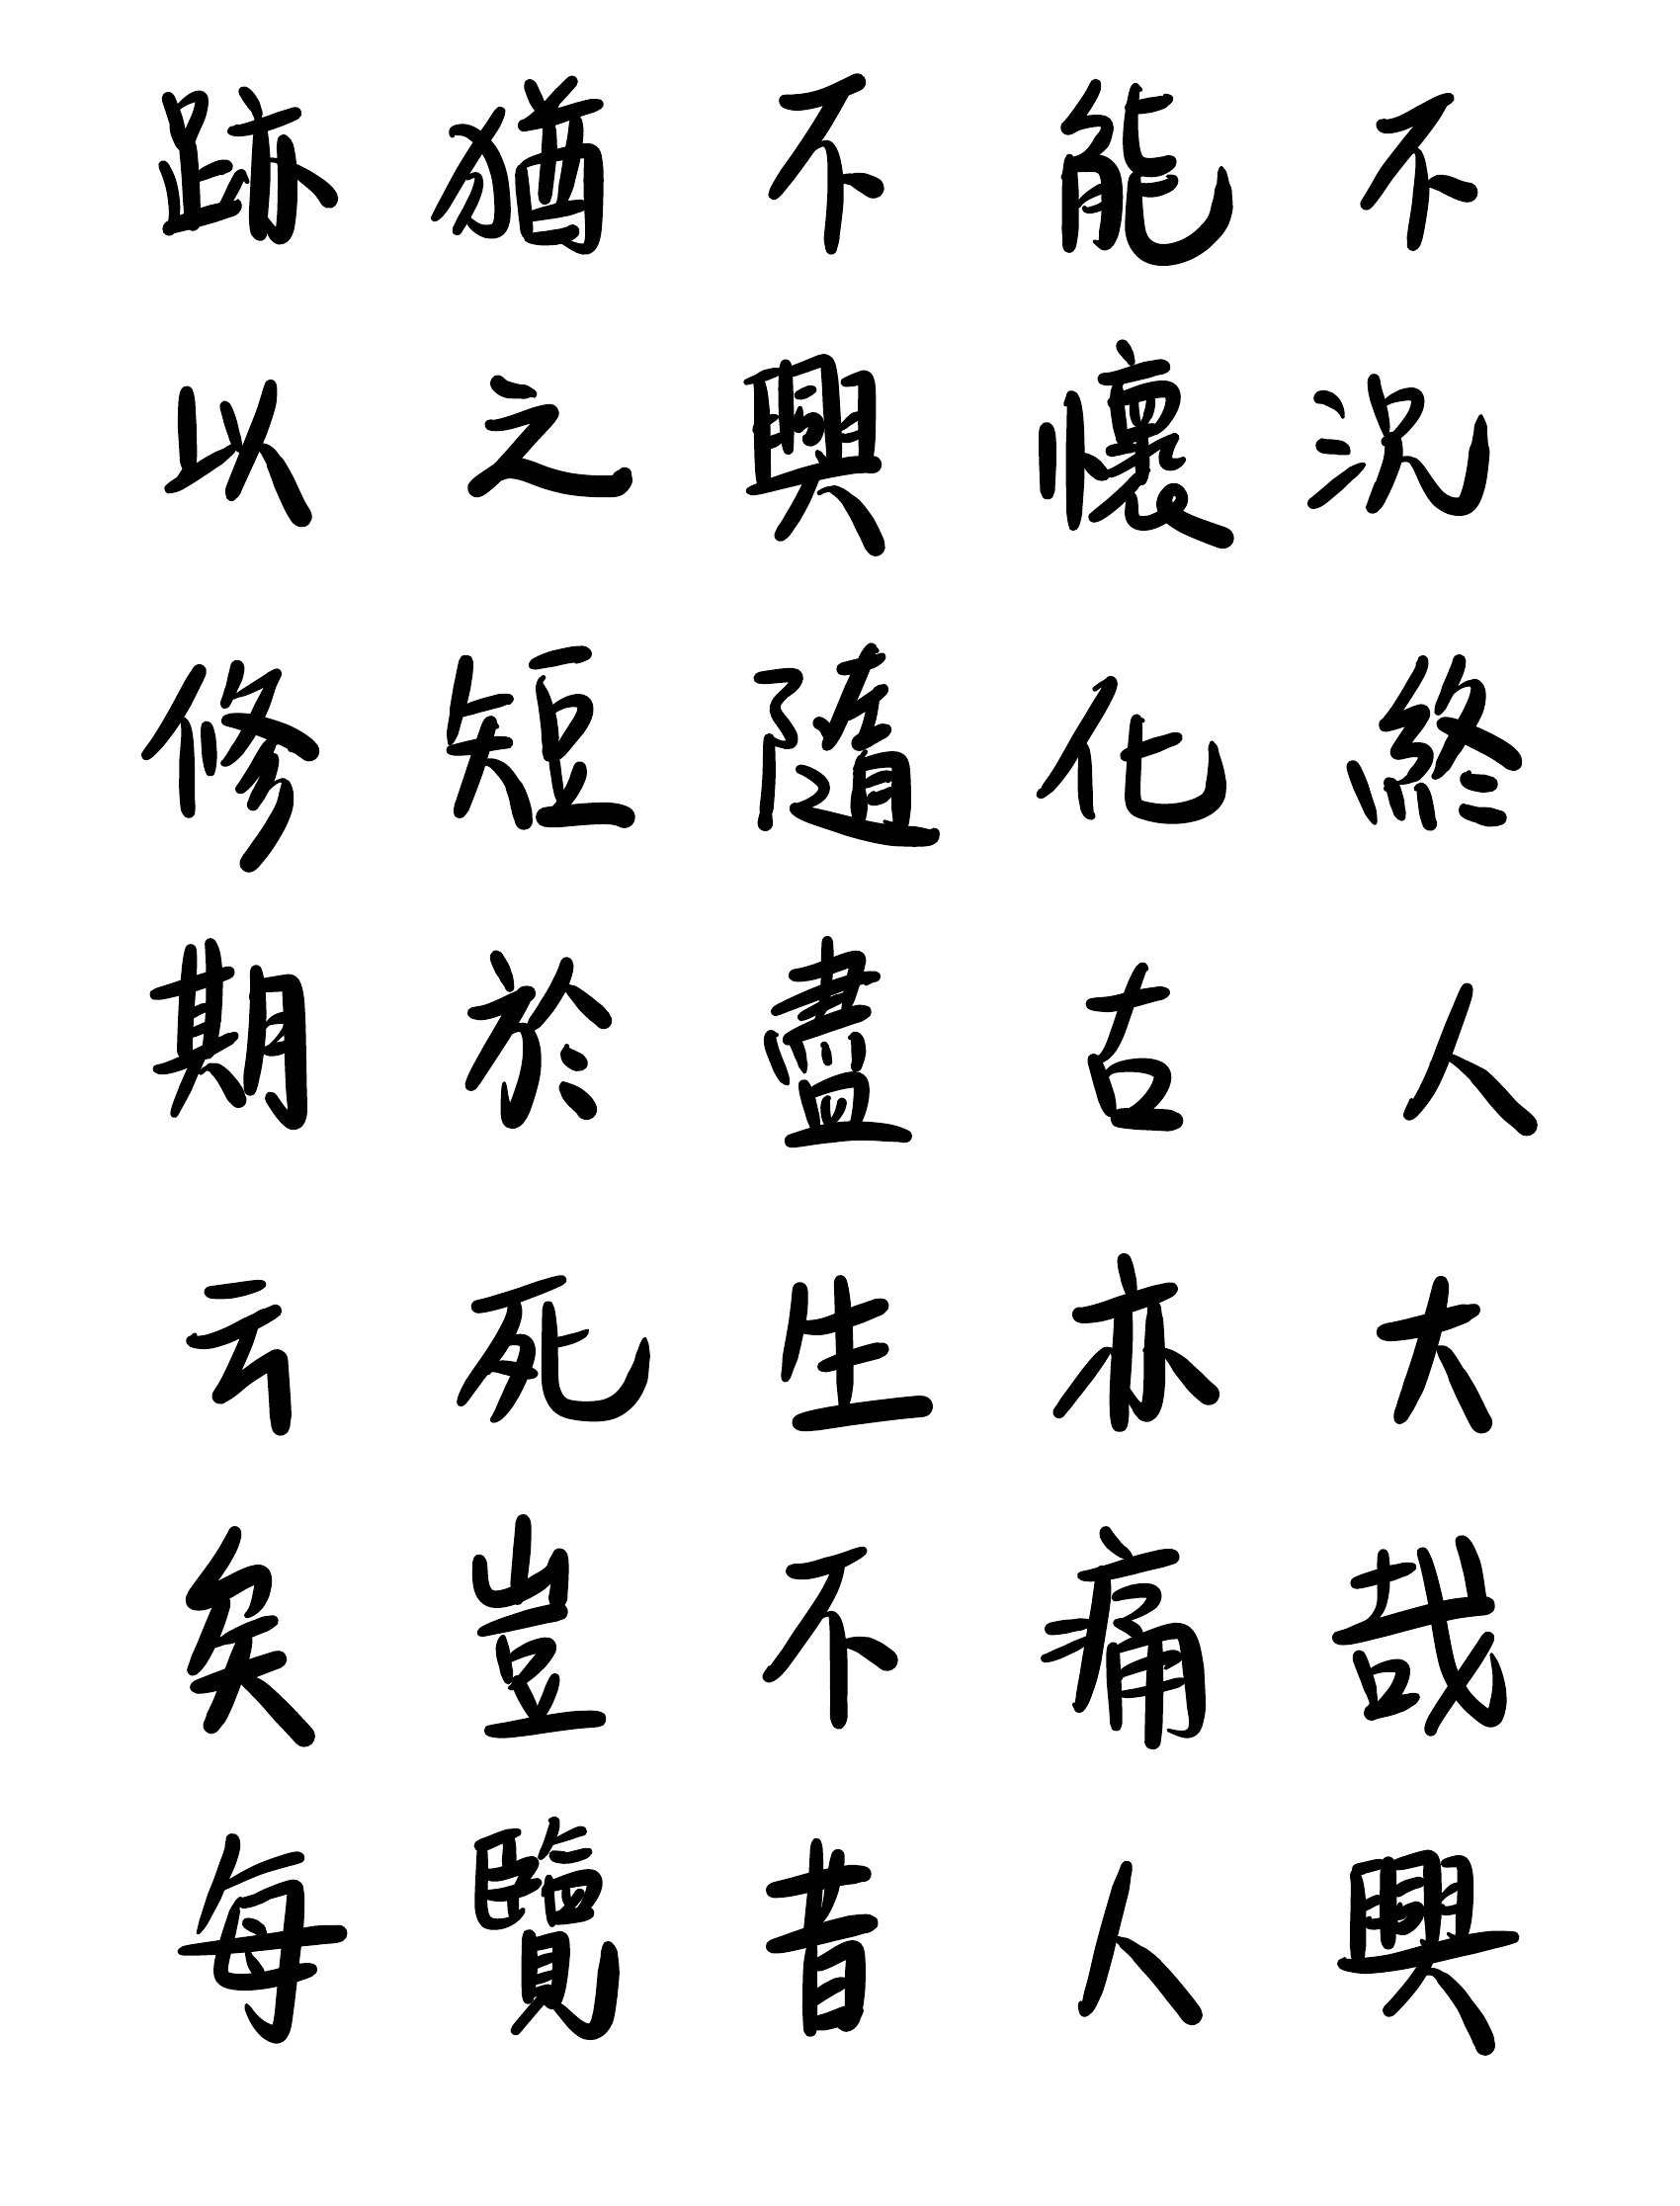 跡猶不能不
以之興懷況
修短隨化終
期於盡古人
云死生亦大
矣豈不痛哉
每覽昔人興